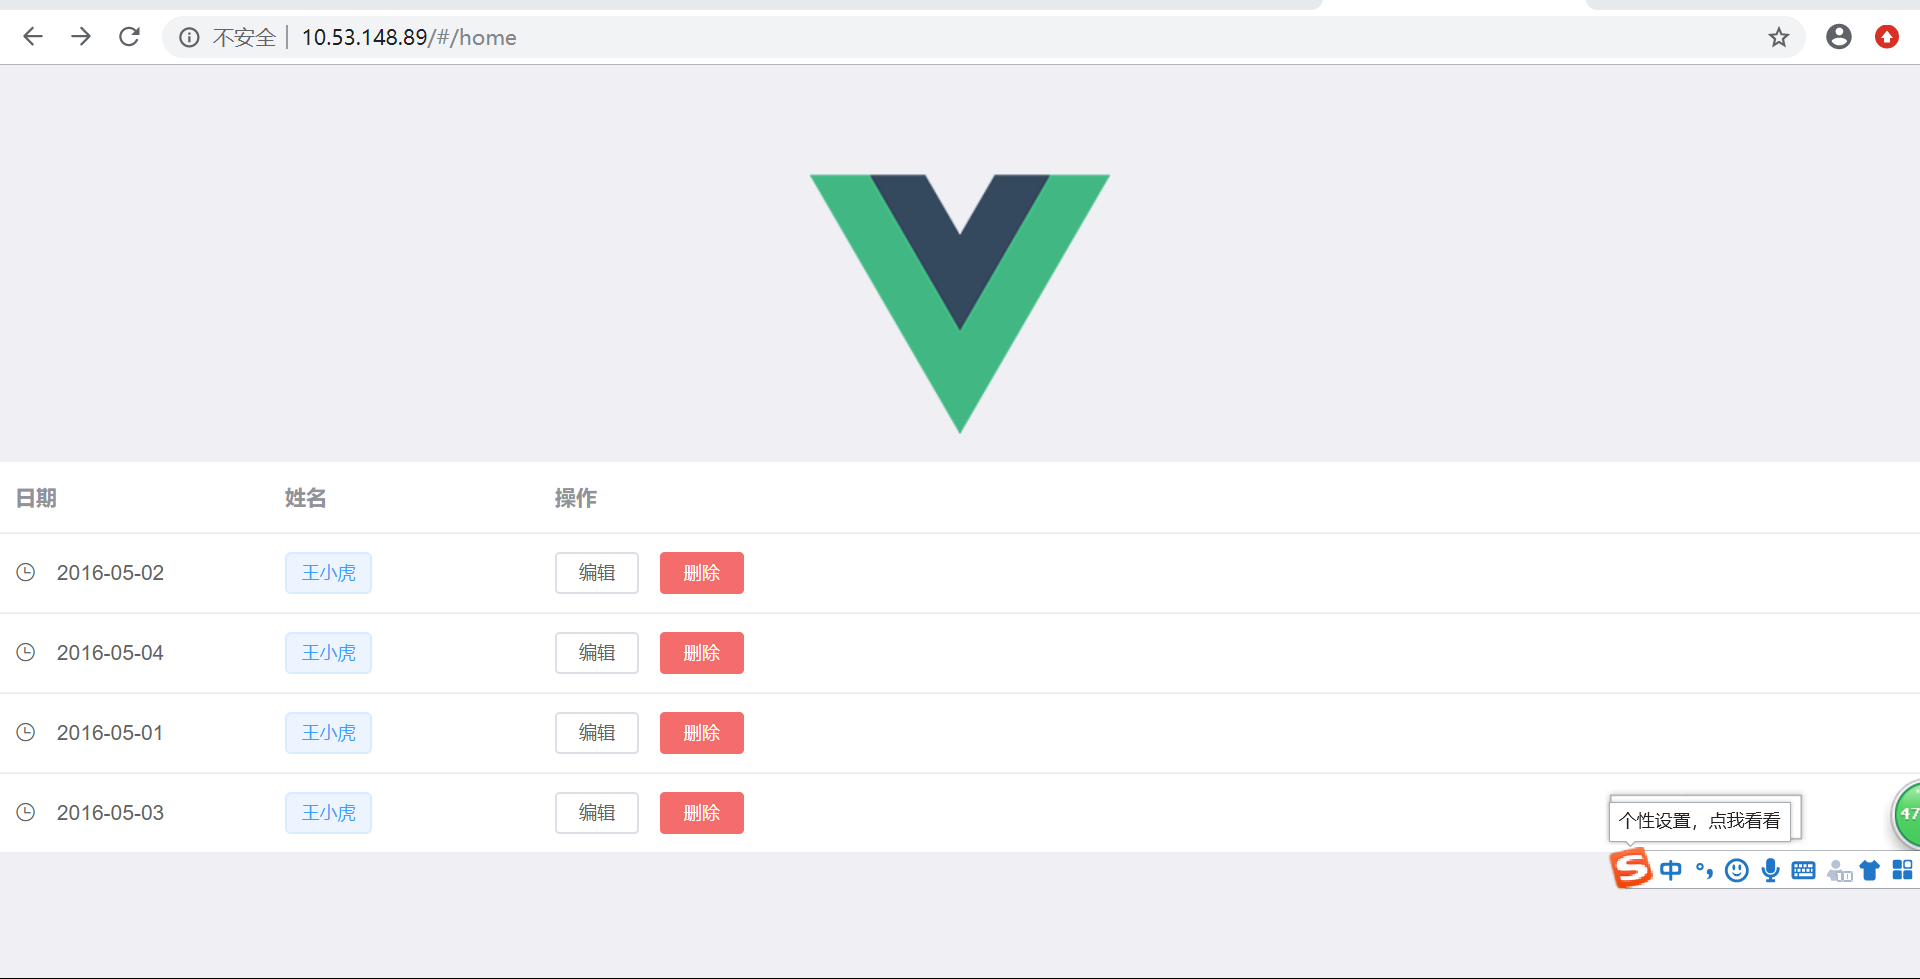 不安全 10.53.148.89/#/home
日期 姓名 操作
2016-05-02 王小虎 编辑 删除
2016-05-04 王小虎 编辑 删除
2016-05-01 王小虎 编辑 删除
2016-05-03 王小虎 编辑 删除
47
个性设置，点我看看
中